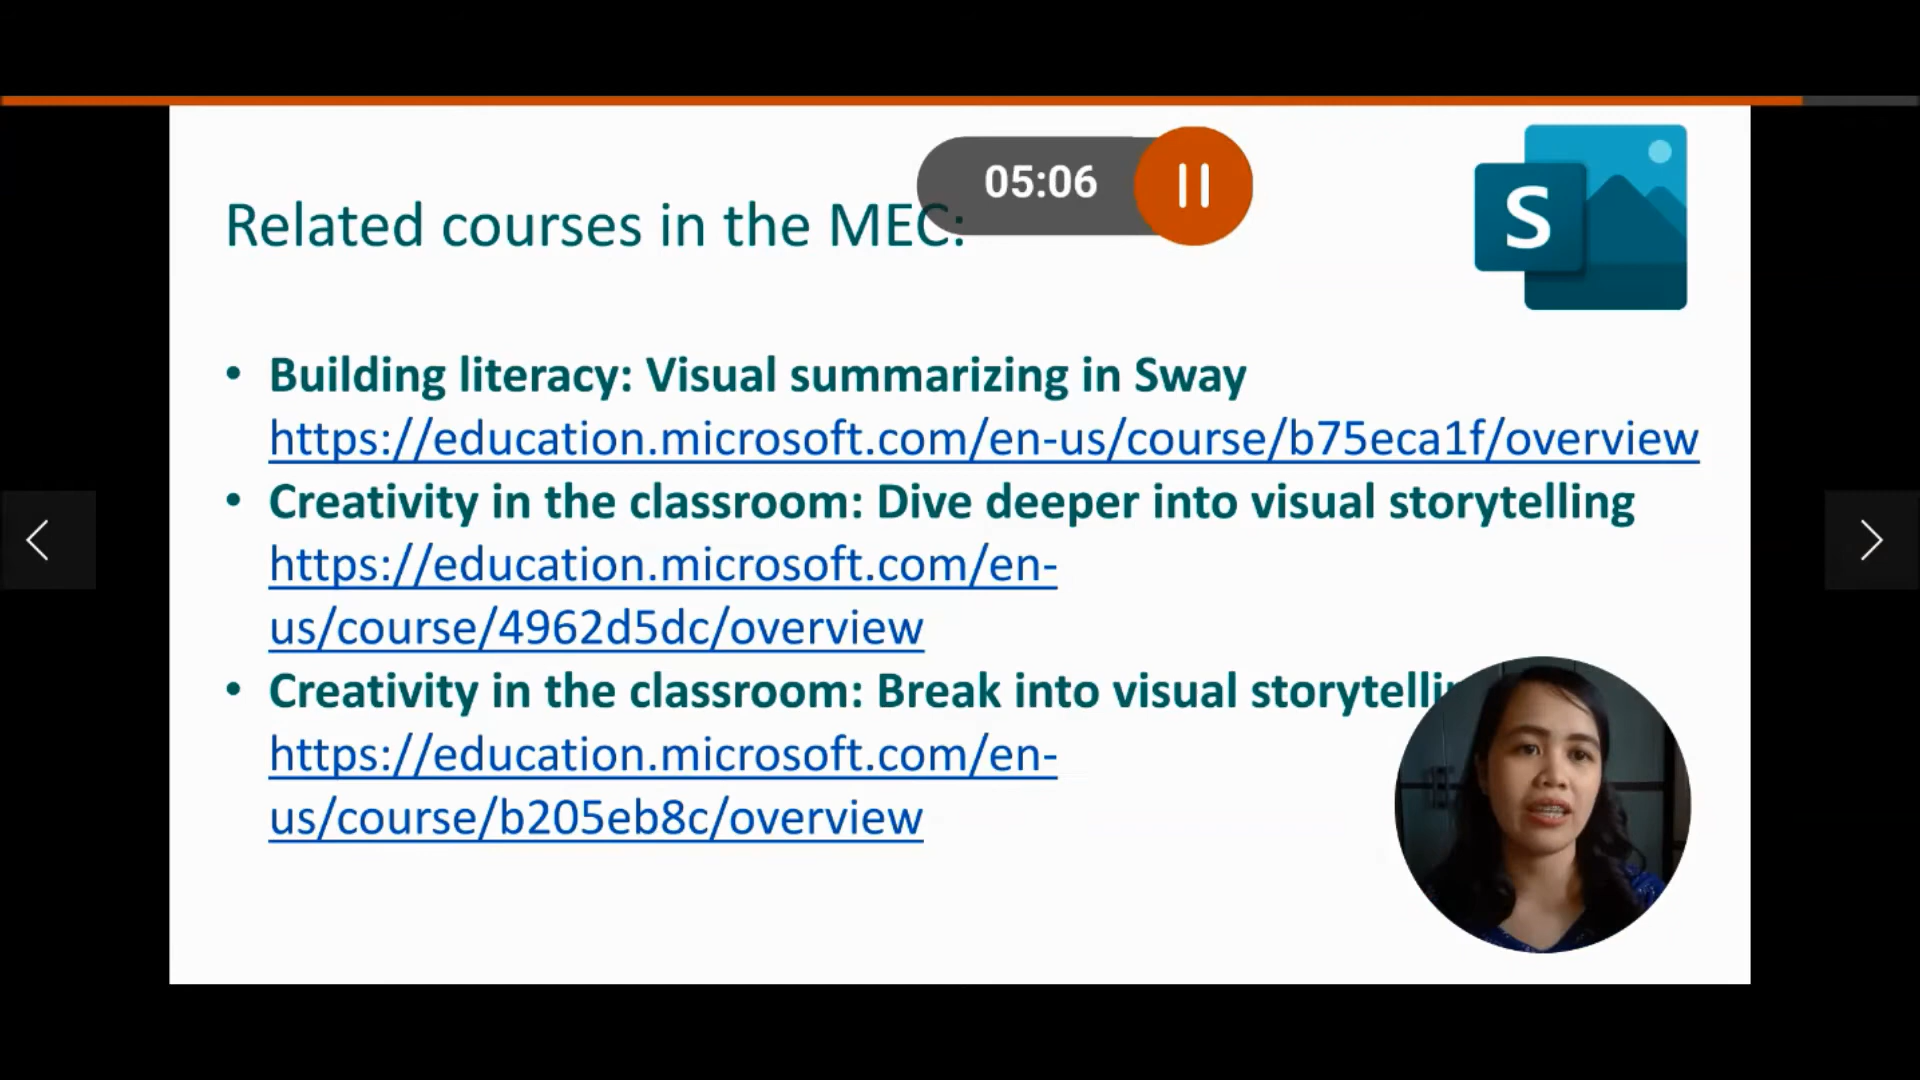 05:06
S
Related courses in the MEC:
• Building literacy: Visual summarizing in Sway
https://education.microsoft.com/en-us/course/b75eca1f/overview
• Creativity in the classroom: Dive deeper into visual storytelling
https://education.microsoft.com/en-
us/course/4962d5dc/overview
• Creativity in the classroom: Break into visual
https://education.microsoft.com/en-
us/course/b205eb8c/overview